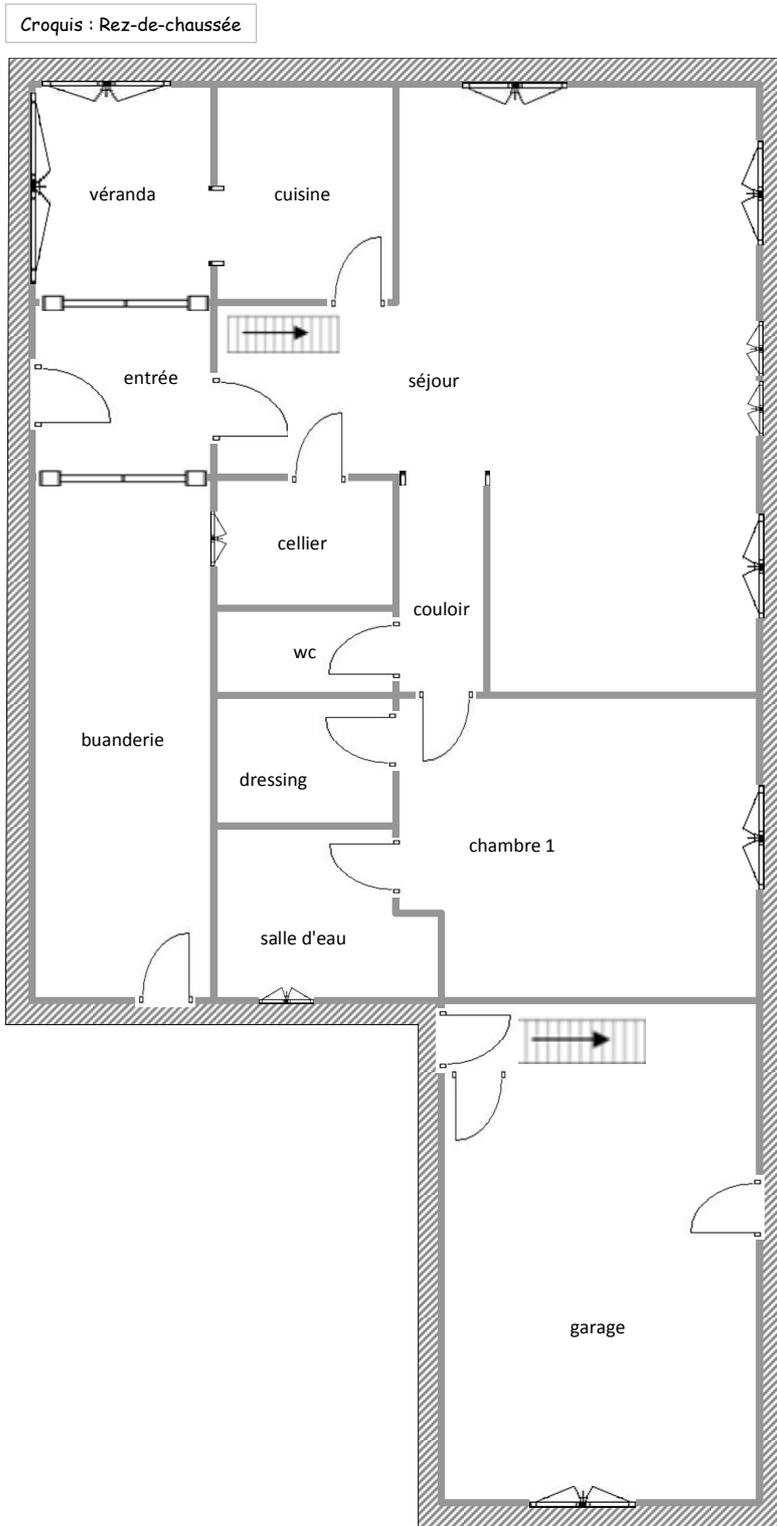 Croquis : Rez-de-chaussée
véranda
cuisine
entrée
séjour
cellier
couloir
wc
buanderie
dressing
chambre 1
salle d'eau
garage